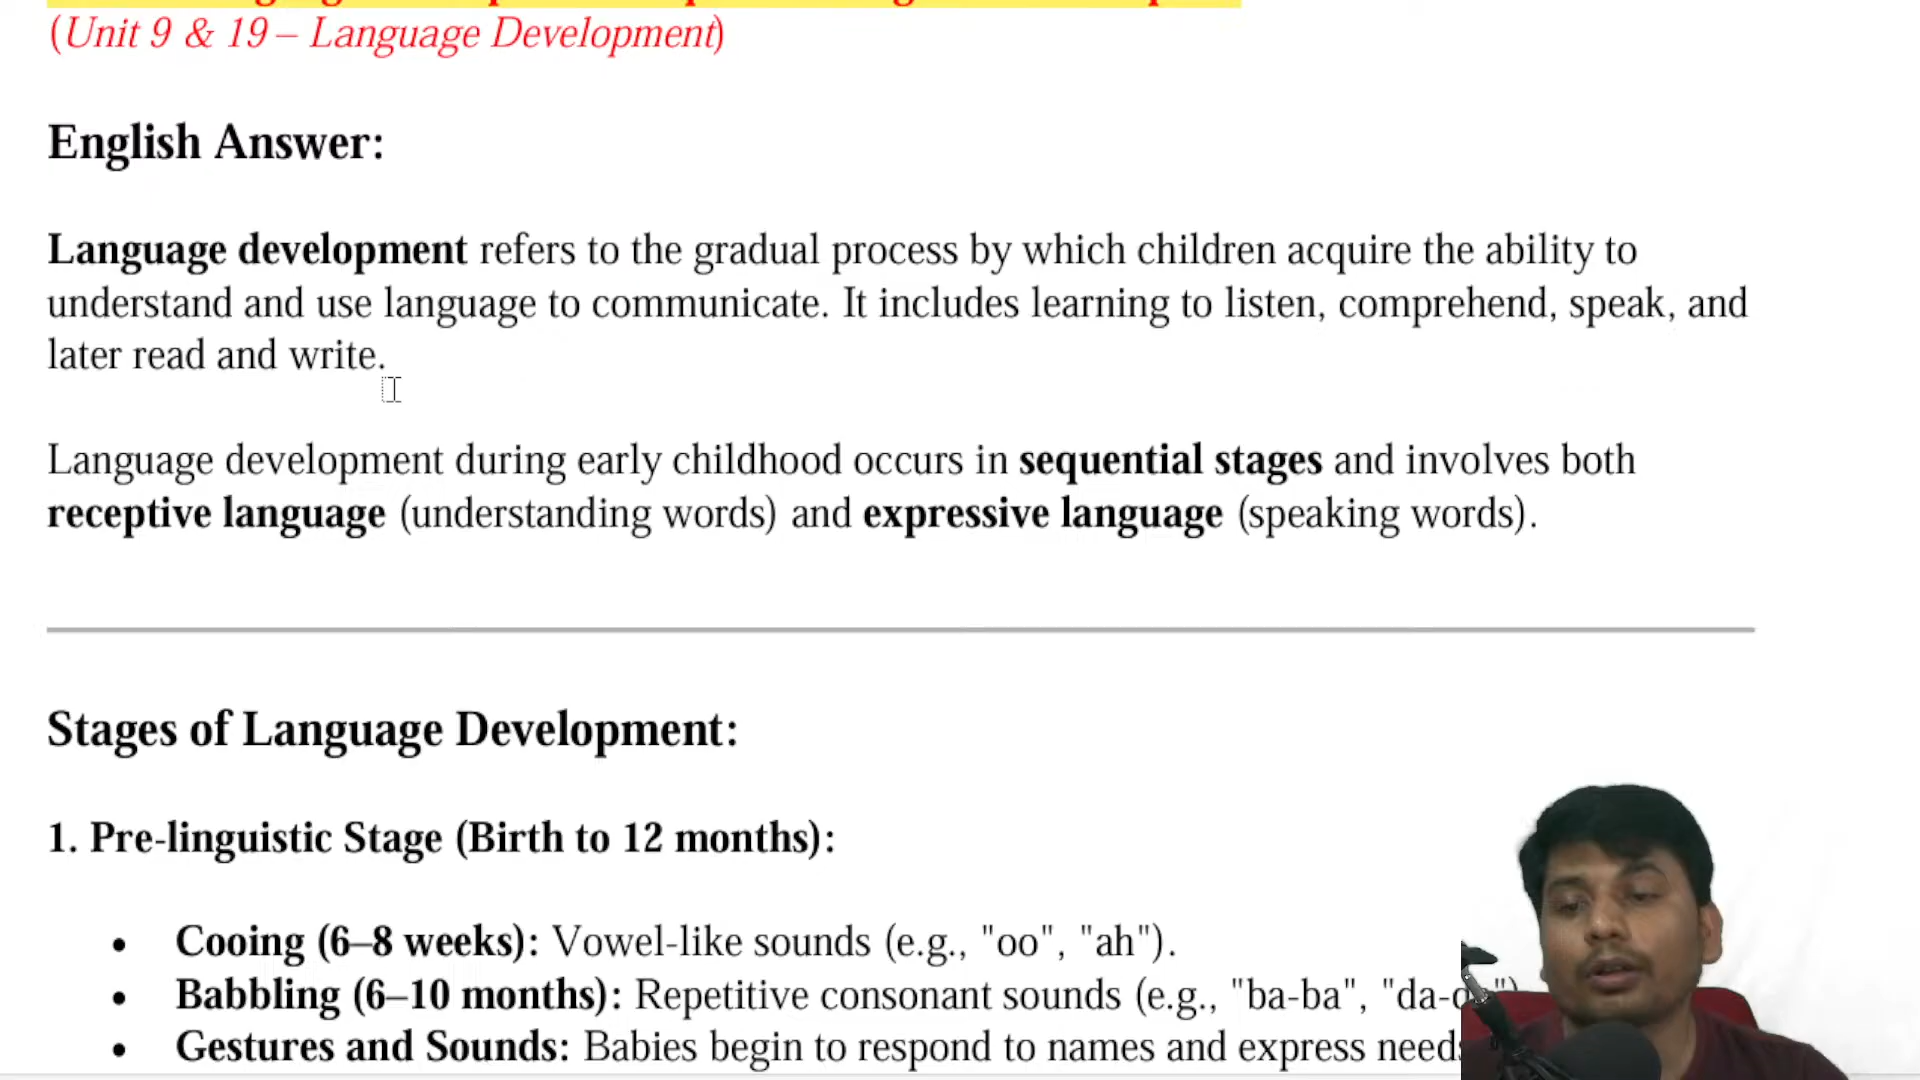 (Unit 9 & 19 – Language Development)
English Answer:
Language development refers to the gradual process by which children acquire the ability to
understand and use language to communicate. It includes learning to listen, comprehend, speak, and
later read and write.
Language development during early childhood occurs in sequential stages and involves both
receptive language (understanding words) and expressive language (speaking words).
Stages of Language Development:
1. Pre-linguistic Stage (Birth to 12 months):
• Cooing (6–8 weeks): Vowel-like sounds (e.g., "oo", "ah").
• Babbling (6–10 months): Repetitive consonant sounds (e.g., "ba-ba",
• Gestures and Sounds: Babies begin to respond to names and express needs